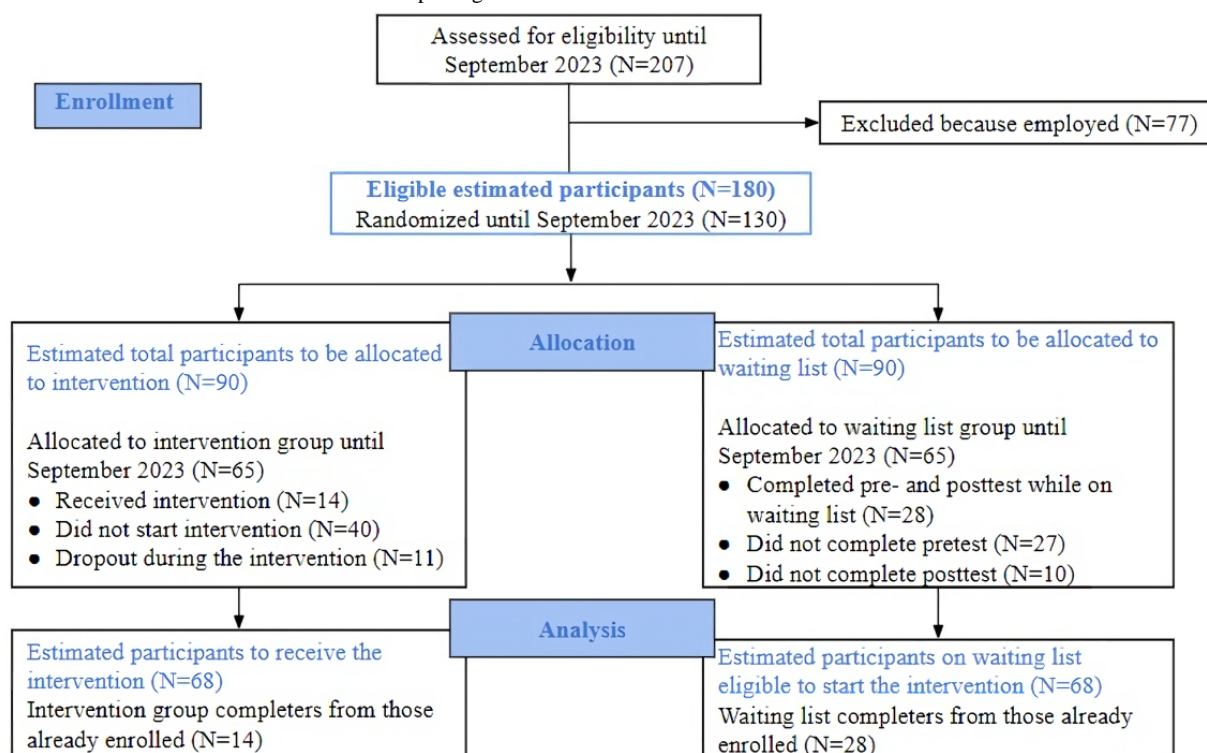 Assessed for eligibility until
September 2023 (N=207)
Enrollment
Excluded because employed (N=77)
Eligible estimated participants (N=180)
Randomized until September 2023 (N=130)
Allocation
Estimated total participants to be allocated
to intervention (N=90)
Allocated to intervention group until
September 2023 (N=65)
● Received intervention (N=14)
● Did not start intervention (N=40)
● Dropout during the intervention (N=11)
Estimated total participants to be allocated to
waiting list (N=90)
Allocated to waiting list group until
September 2023 (N=65)
● Completed pre- and posttest while on
waiting list (N=28)
● Did not complete pretest (N=27)
● Did not complete posttest (N=10)
Analysis
Estimated participants to receive the
intervention (N=68)
Intervention group completers from those
already enrolled (N=14)
Estimated participants on waiting list
eligible to start the intervention (N=68)
Waiting list completers from those already
enrolled (N=28)